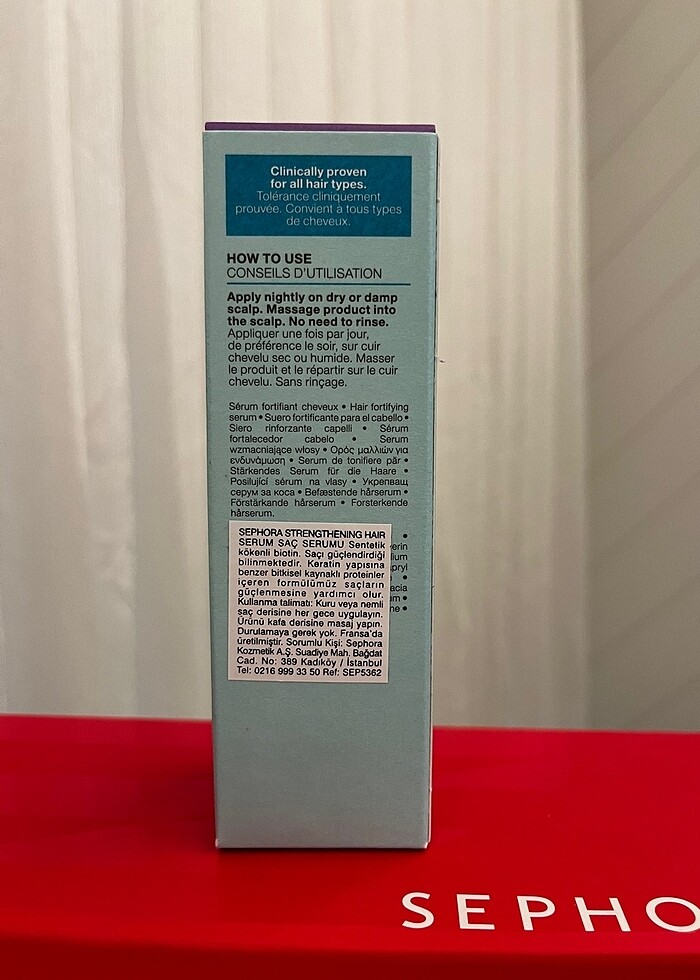 Clinically proven
for all hair types.
Tolérance cliniquement
prouvée. Convient à tous types
de cheveux.
HOW TO USE
CONSEILS D'UTILISATION
Apply nightly on dry or damp
scalp. Massage product into
the scalp. No need to rinse.
Appliquer une fois par jour,
de préférence le soir, sur cuir
chevelu sec ou humide. Masser
le produit et le répartir sur le cuir
chevelu. Sans rinçage.
Sérum fortifiant cheveux • Hair fortifying
serum • Suero fortificante para el cabello •
Siero rinforzante capelli • Sérum
fortalecedor cabelo • Serum
wzmacniające włosy • Ορός μαλλιών για
ενδυνάμωση • Serum de tonifiere păr •
Stärkendes Serum für die Haare •
Posilující sérum na vlasy • Укрепващ
серум за коса • Befæstende hårserum •
Förstärkande hårserum • Forsterkende
hårserum.
SEPHORA STRENGTHENING HAIR
SERUM SAÇ SERUMU Sentetik
kökenli biotin. Saçı güçlendirdiği
bilinmektedir. Keratin yapısına
benzer bitkisel kaynaklı proteinler
içeren formülümüz saçların
güçlenmesine yardımcı olur.
Kullanma talimatı: Kuru veya nemli
saç derisine her gece uygulayın.
Ürünü kafa derisine masaj yapın.
Durulamaya gerek yok. Fransa'da
üretilmiştir. Sorumlu Kişi: Sephora
Kozmetik A.Ş. Suadiye Mah. Bağdat
Cad. No: 389 Kadıköy / İstanbul
Tel: 0216 999 33 50 Ref: SEP5362
SEPHO